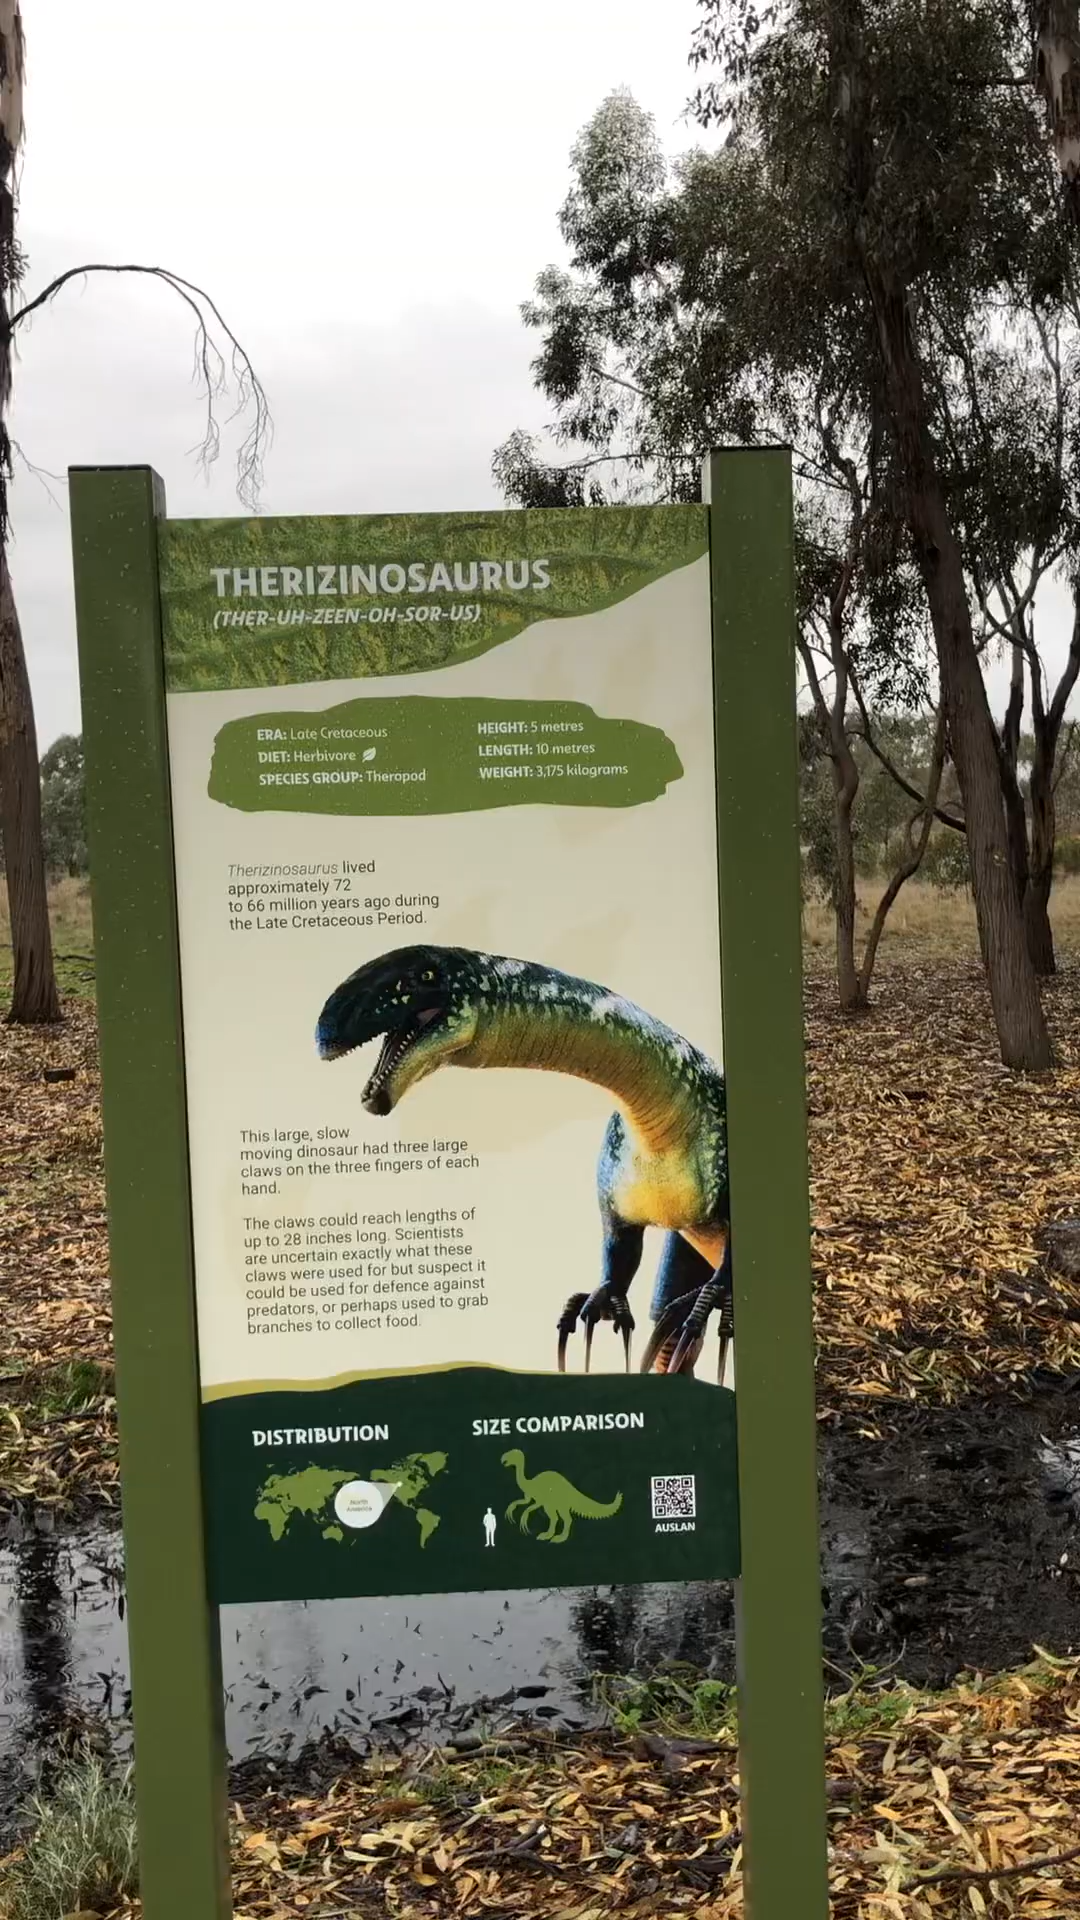 THERIZINOSAURUS
(THER-UH-ZEEN-OH-SOR-US)
ERA: Late Cretaceous
DIET: Herbivore
SPECIES GROUP: Theropod
HEIGHT: 5 metres
LENGTH: 10 metres
WEIGHT: 3,175 kilograms
Therizinosaurus lived
approximately 72
to 66 million years ago during
the Late Cretaceous Period.
This large, slow
moving dinosaur had three large
claws on the three fingers of each
hand.
The claws could reach lengths of
up to 28 inches long. Scientists
are uncertain exactly what these
claws were used for but suspect it
could be used for defence against
predators, or perhaps used to grab
branches to collect food.
DISTRIBUTION
North
America
SIZE COMPARISON
AUSLAN